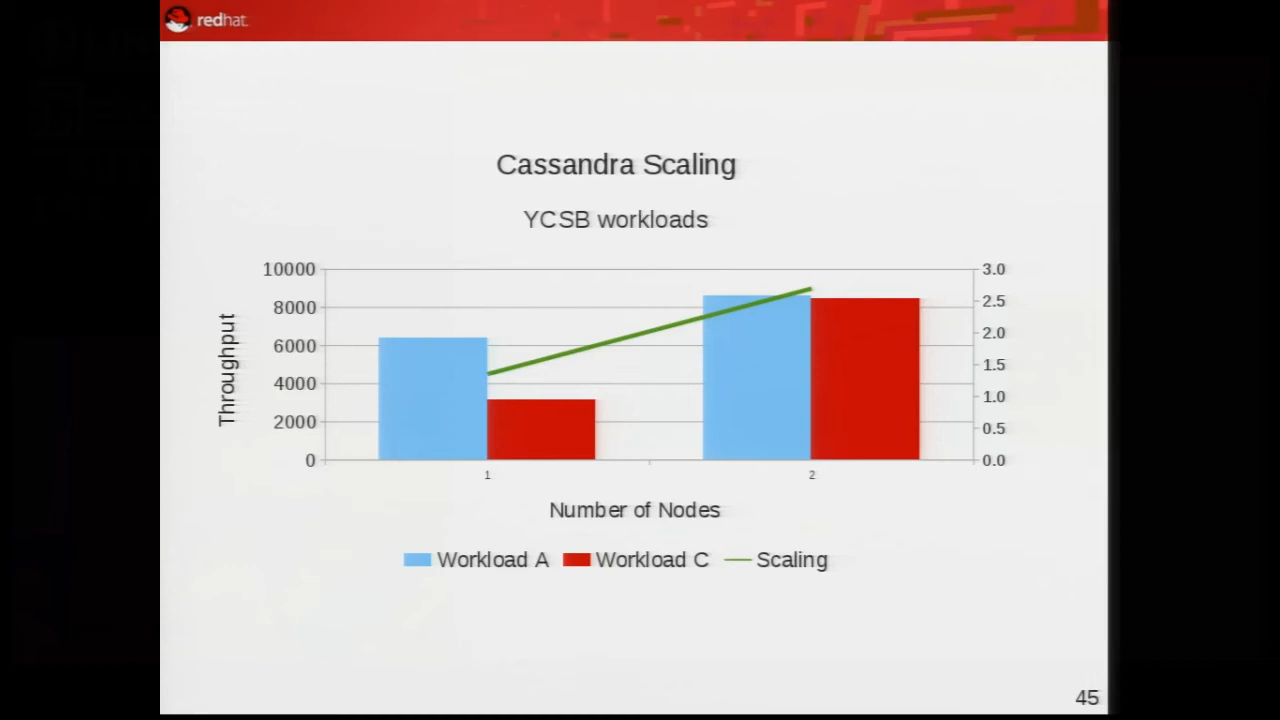 redhat.
Cassandra Scaling
YCSB workloads
Throughput
10000
8000
6000
4000
2000
0
3.0
2.5
2.0
1.5
1.0
0.5
0.0
1
2
Number of Nodes
Workload A
Workload C
Scaling
45